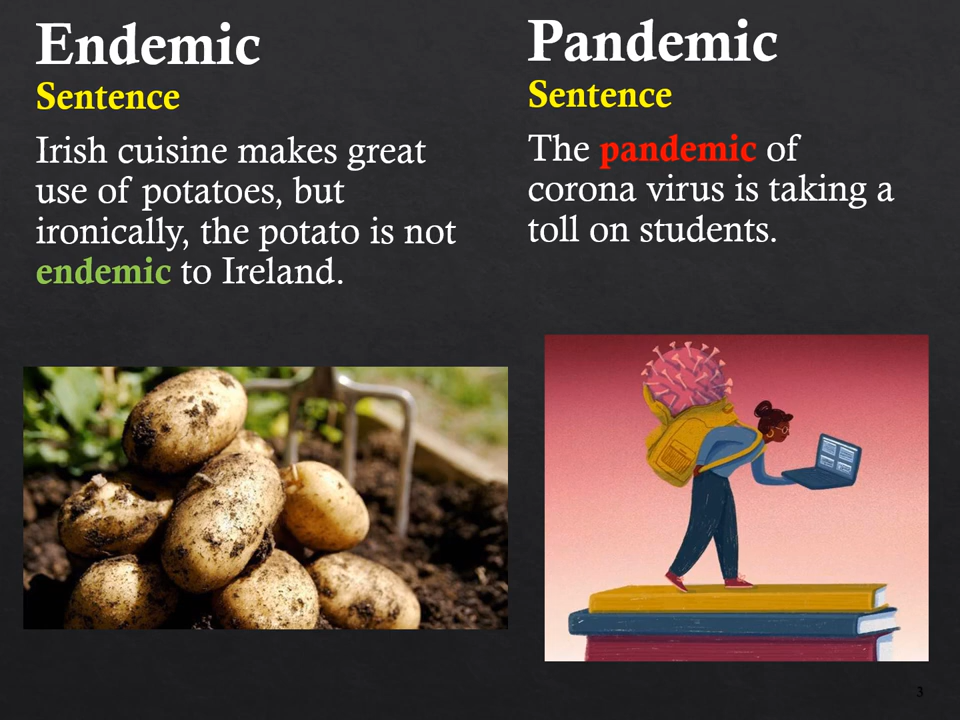 Endemic
Sentence
Irish cuisine makes great
use of potatoes, but
ironically, the potato is not
endemic to Ireland.
Pandemic
Sentence
The pandemic of
corona virus is taking a
toll on students.
3